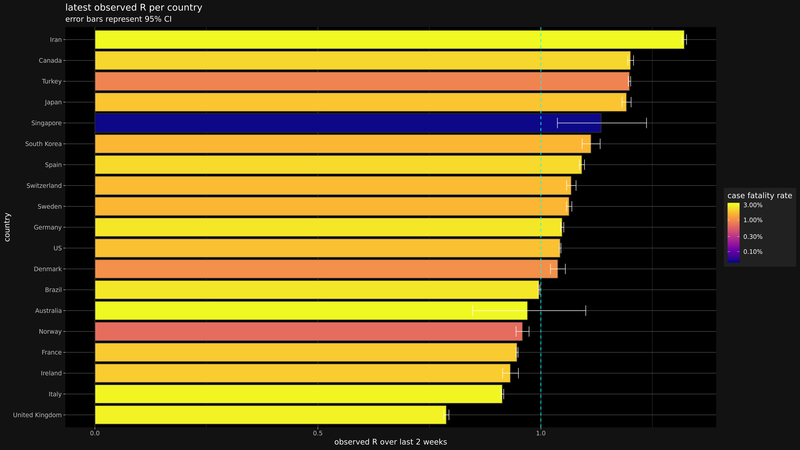 latest observed R per country
error bars represent 95% CI
country
Iran
Canada
Turkey
Japan
Singapore
South Korea
Spain
Switzerland
Sweden
Germany
US
Denmark
Brazil
Australia
Norway
France
Ireland
Italy
United Kingdom
0.0 0.5 1.0
observed R over last 2 weeks
case fatality rate
3.00%
1.00%
0.30%
0.10%